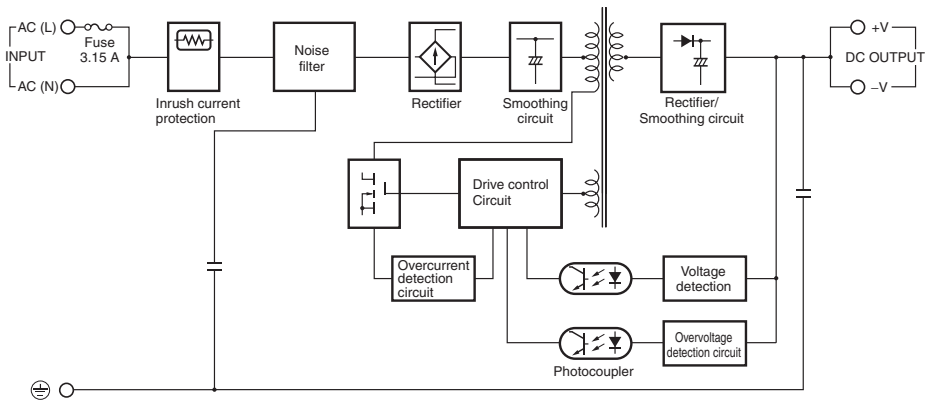 AC (L)
Fuse
3.15 A
INPUT
AC (N)
Inrush current
protection
Noise
filter
Rectifier
Smoothing
circuit
Rectifier/
Smoothing circuit
+V
DC OUTPUT
–V
Drive control
Circuit
Overcurrent
detection
circuit
Voltage
detection
Overvoltage
detection circuit
Photocoupler